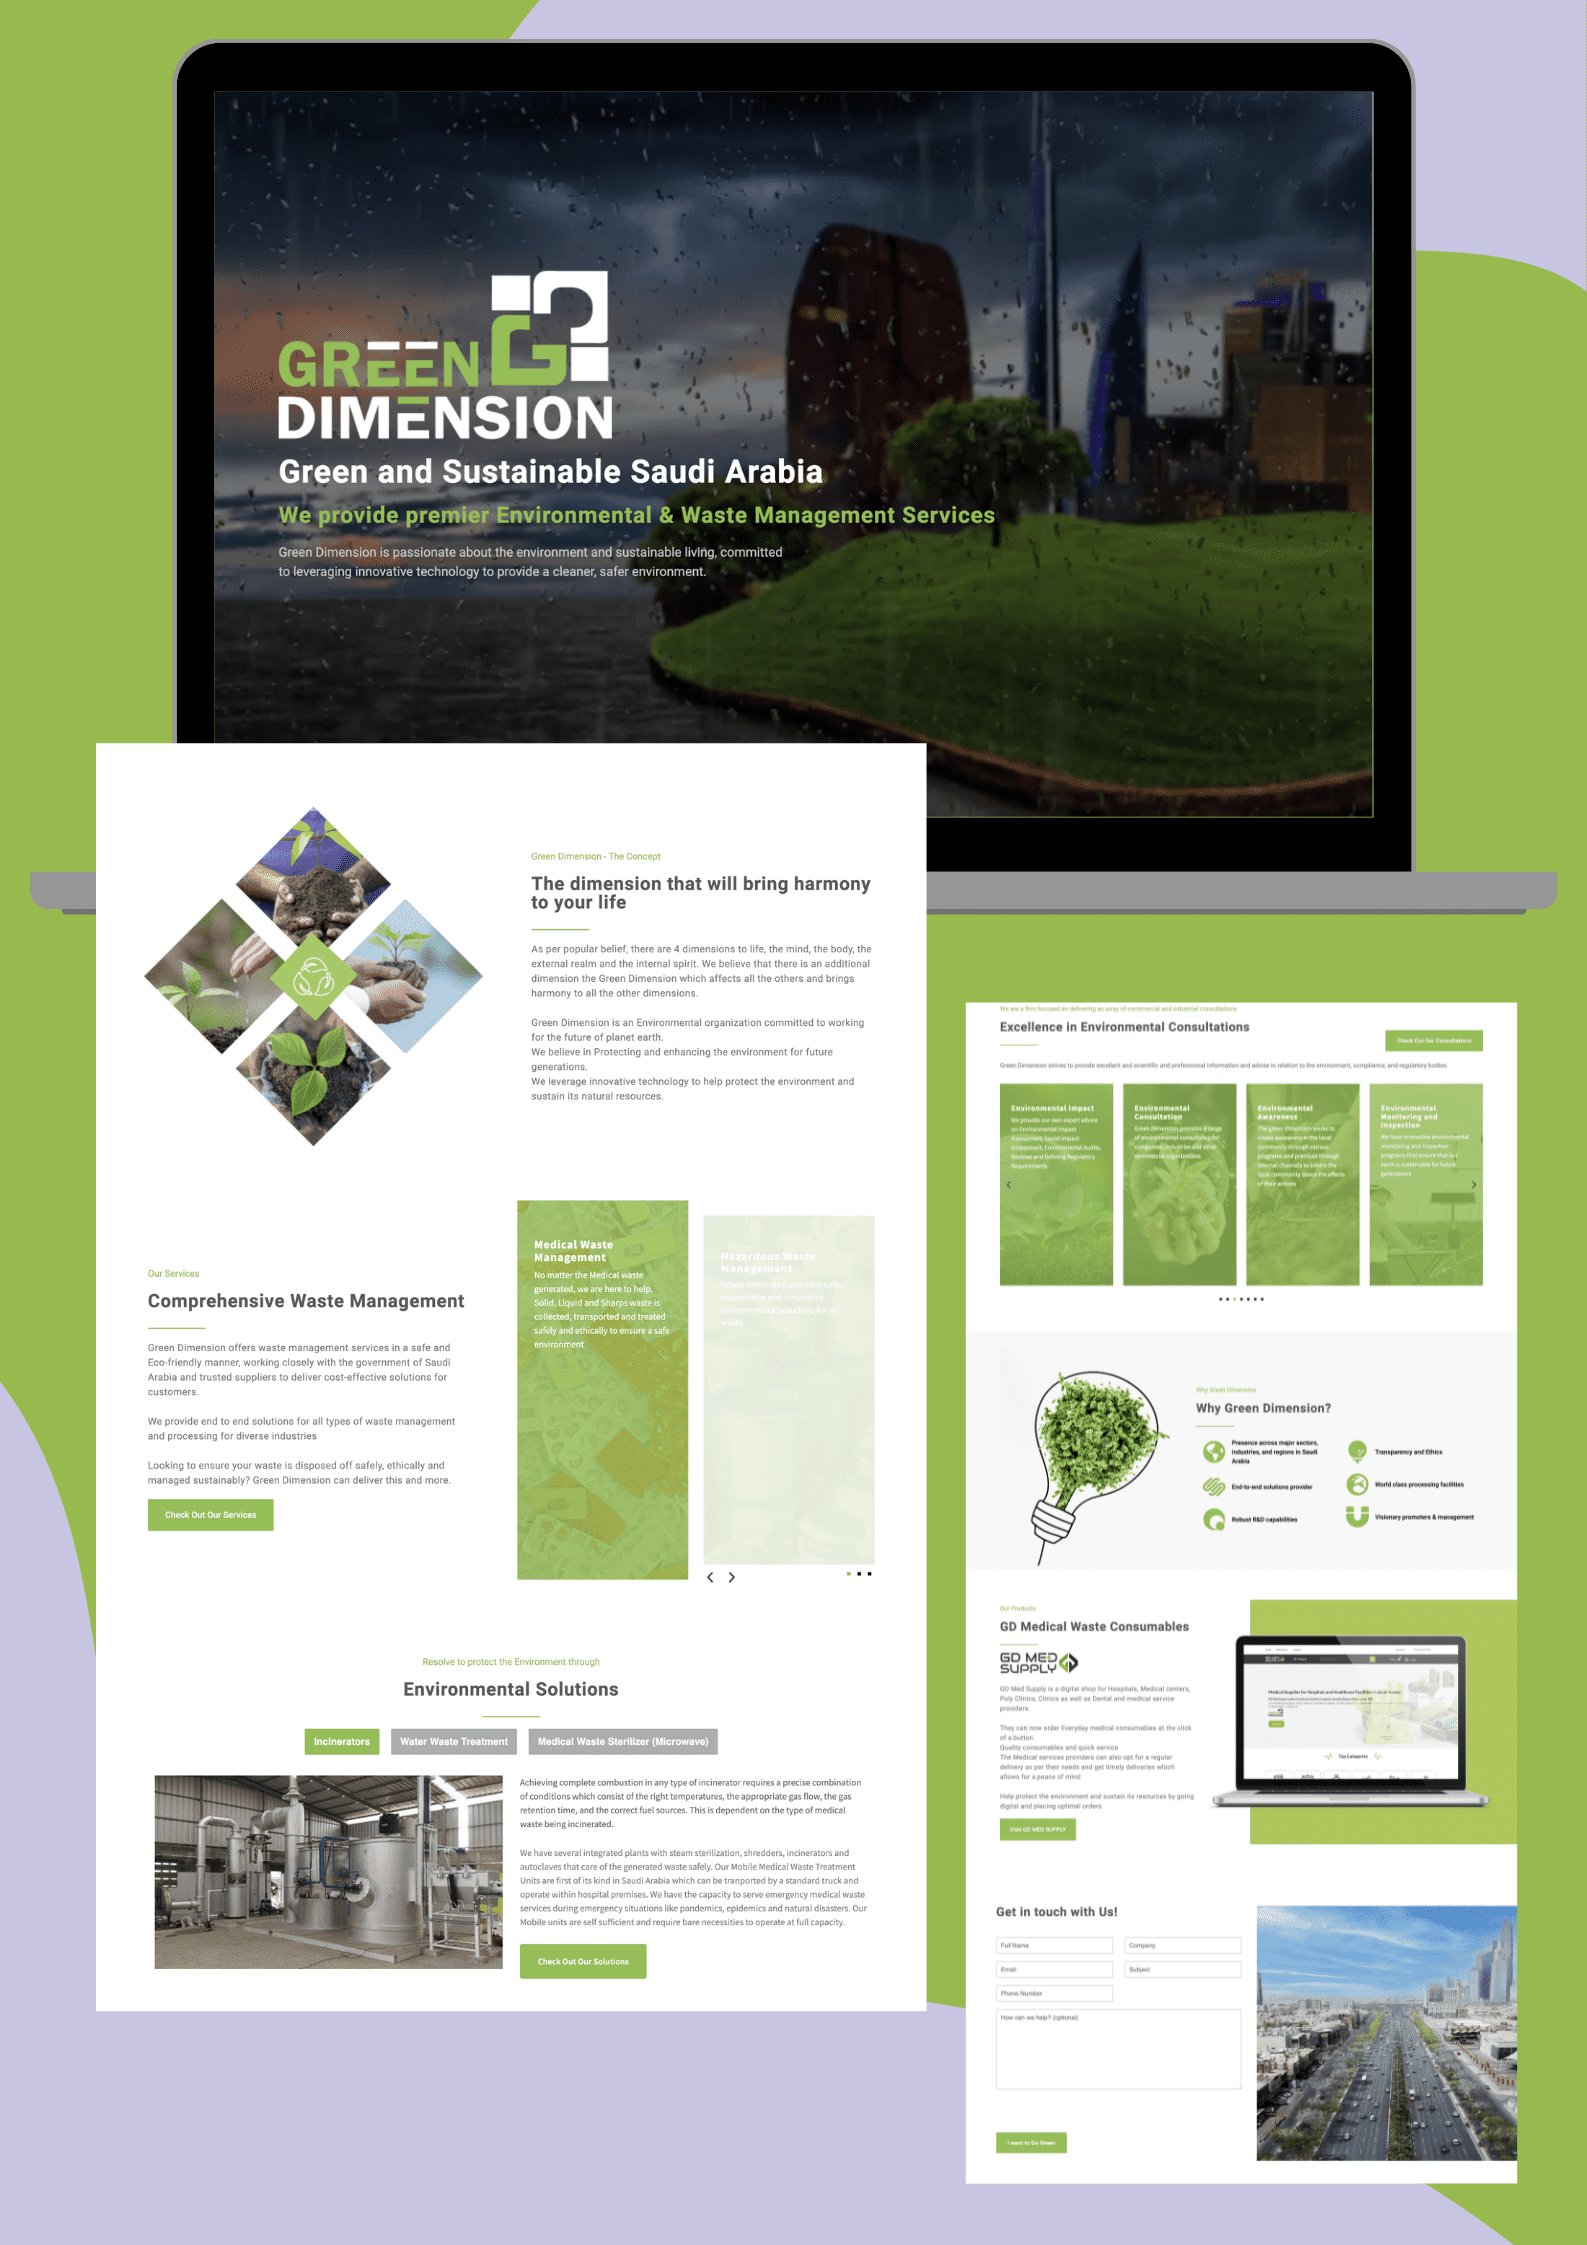 GREEN
DIMENSION
Green and Sustainable Saudi Arabia
We provide premier Environmental & Waste Management Services
Green Dimension is passionate about the environment and sustainable living, committed
to leveraging innovative technology to provide a cleaner, safer environment.
Green Dimension - The Concept
The dimension that will bring harmony
to your life
As per popular belief, there are 4 dimensions to life, the mind, the body, the
external realm and the internal spirit. We believe that there is an additional
dimension the Green Dimension which affects all the others and brings
harmony to all the other dimensions.
Green Dimension is an Environmental organization committed to working
for the future of planet earth.
We believe in Protecting and enhancing the environment for future
generations.
We leverage innovative technology to help protect the environment and
sustain its natural resources.
Our Services
Comprehensive Waste Management
Green Dimension offers waste management services in a safe and
Eco-friendly manner, working closely with the government of Saudi
Arabia and trusted suppliers to deliver cost-effective solutions for
customers.
We provide end to end solutions for all types of waste management
and processing for diverse industries
Looking to ensure your waste is disposed off safely, ethically and
managed sustainably? Green Dimension can deliver this and more.
Check Out Our Services
Medical Waste
Management
No matter the Medical waste
generated, we are here to help.
Solid, Liquid and Sharps waste is
collected, transported and treated
safely and ethically to ensure a safe
environment
Hazardous Waste
Management
Green Dimension provides safe,
responsible and innovative
environmental solutions for all
waste
Resolve to protect the Environment through
Environmental Solutions
Incinerators
Water Waste Treatment
Medical Waste Sterilizer (Microwave)
Achieving complete combustion in any type of incinerator requires a precise combination
of conditions which consist of the right temperatures, the appropriate gas flow, the gas
retention time, and the correct fuel sources. This is dependent on the type of medical
waste being incinerated.
We have several integrated plants with steam sterilization, shredders, incinerators and
autoclaves that care of the generated waste safely. Our Mobile Medical Waste Treatment
Units are first of its kind in Saudi Arabia which can be tranported by a standard truck and
operate within hospital premises. We have the capacity to serve emergency medical waste
services during emergency situations like pandemics, epidemics and natural disasters. Our
Mobile units are self sufficient and require bare necessities to operate at full capacity.
Check Out Our Solutions
We are a firm focused on delivering an array of commercial and industrial consultations
Excellence in Environmental Consultations
Check Out Our Consultations
Green Dimension strives to provide excellent and scientific and professional information and advise in relation to the environment, compliance, and regulatory bodies.
Environmental Impact
We provide our own expert advice
on Environmental Impact
Assessment, Social Impact
Assessment, Environmental Audits,
Reviews and Defining Regulatory
Requirements
Environmental
Consultation
Green Dimension provides a range
of environmental consultancy for
companies, industries and other
commercial organizations
Environmental
Awareness
The green dimension works to
create awareness in the local
community through various
programs and practices through
internal channels to inform the
local community about the effects
of their actions
Environmental
Monitoring and
Inspection
We have innovative environmental
monitoring and inspection
programs that ensure that our
earth is sustainable for future
generations
Why Green Dimension
Why Green Dimension?
Presence across major sectors,
industries, and regions in Saudi
Arabia
Transparency and Ethics
End-to-end solutions provider
World class processing facilities
Robust R&D capabilities
Visionary promoters & management
Our Products
GD Medical Waste Consumables
GD MED
SUPPLY
GD Med Supply is a digital shop for Hospitals, Medical centers,
Poly Clinics, Clinics as well as Dental and medical service
providers.
They can now order Everyday medical consumables at the click
of a button.
Quality consumables and quick service
The Medical services providers can also opt for a regular
delivery as per their needs and get timely deliveries which
allows for a peace of mind
Help protect the environment and sustain its resources by going
digital and placing optimal orders
Visit GD MED SUPPLY
Medical Supplies for Hospitals and Healthcare Facilities in Saudi Arabia
Top Categories
Get in touch with Us!
Full Name
Company
Email
Subject
Phone Number
How can we help? (optional)
I want to Go Green